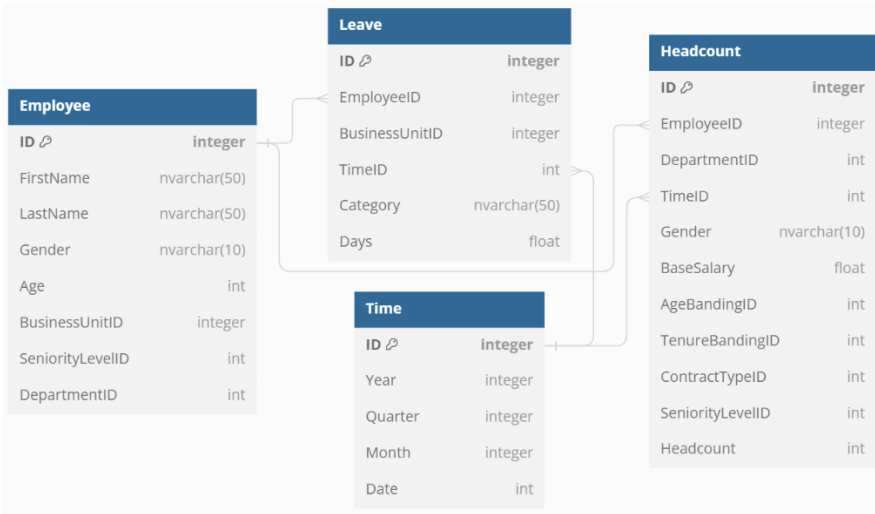 Employee
ID integer
FirstName nvarchar(50)
LastName nvarchar(50)
Gender nvarchar(10)
Age int
BusinessUnitID integer
SeniorityLevelID int
DepartmentID int
Leave
ID integer
EmployeeID integer
BusinessUnitID integer
TimeID int
Category nvarchar(50)
Days float
Time
ID integer
Year integer
Quarter integer
Month integer
Date int
Headcount
ID integer
EmployeeID integer
DepartmentID int
TimeID int
Gender nvarchar(10)
BaseSalary float
AgeBandingID int
TenureBandingID int
ContractTypeID int
SeniorityLevelID int
Headcount int